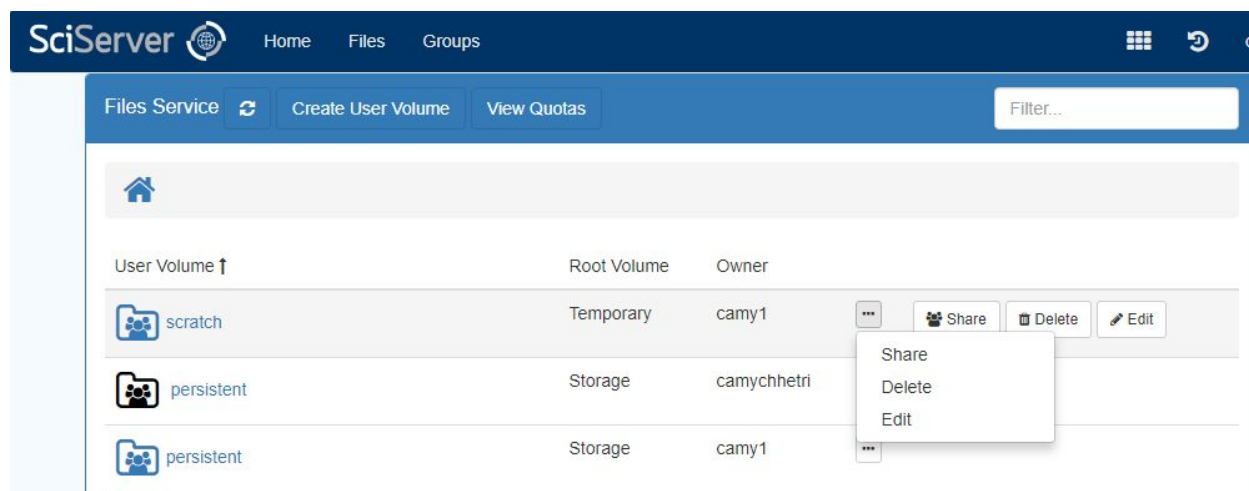 SciServer Home Files Groups
Files Service Create User Volume View Quotas Filter...
User Volume Root Volume Owner
scratch Temporary camy1 ... Share Delete Edit
Share
persistent Storage camychhetri
Delete
Edit
persistent Storage camy1 ...